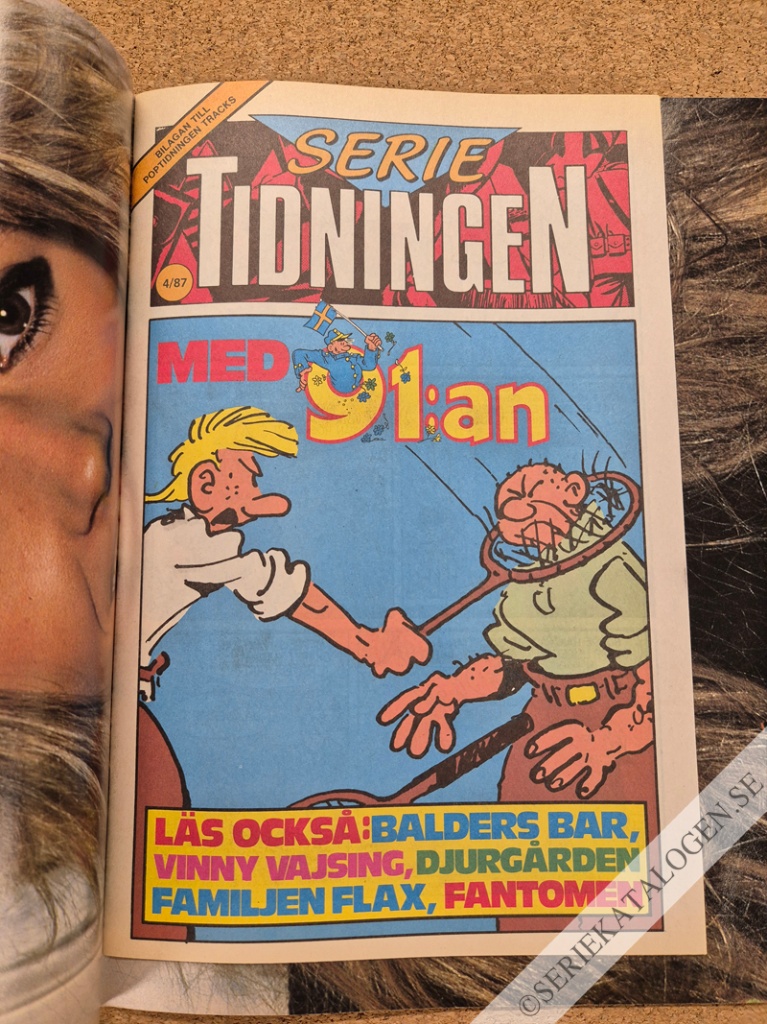 BILAGAN TILL
POPTIDNINGEN TRACKS
SERIE
TIDNINGEN
4/87
MED 91:an
LÄS OCKSÅ: BALDERS BAR,
VINNY VAJSING, DJURGÅRDEN
FAMILJEN FLAX, FANTOMEN
©SERIEKATALOGEN.SE